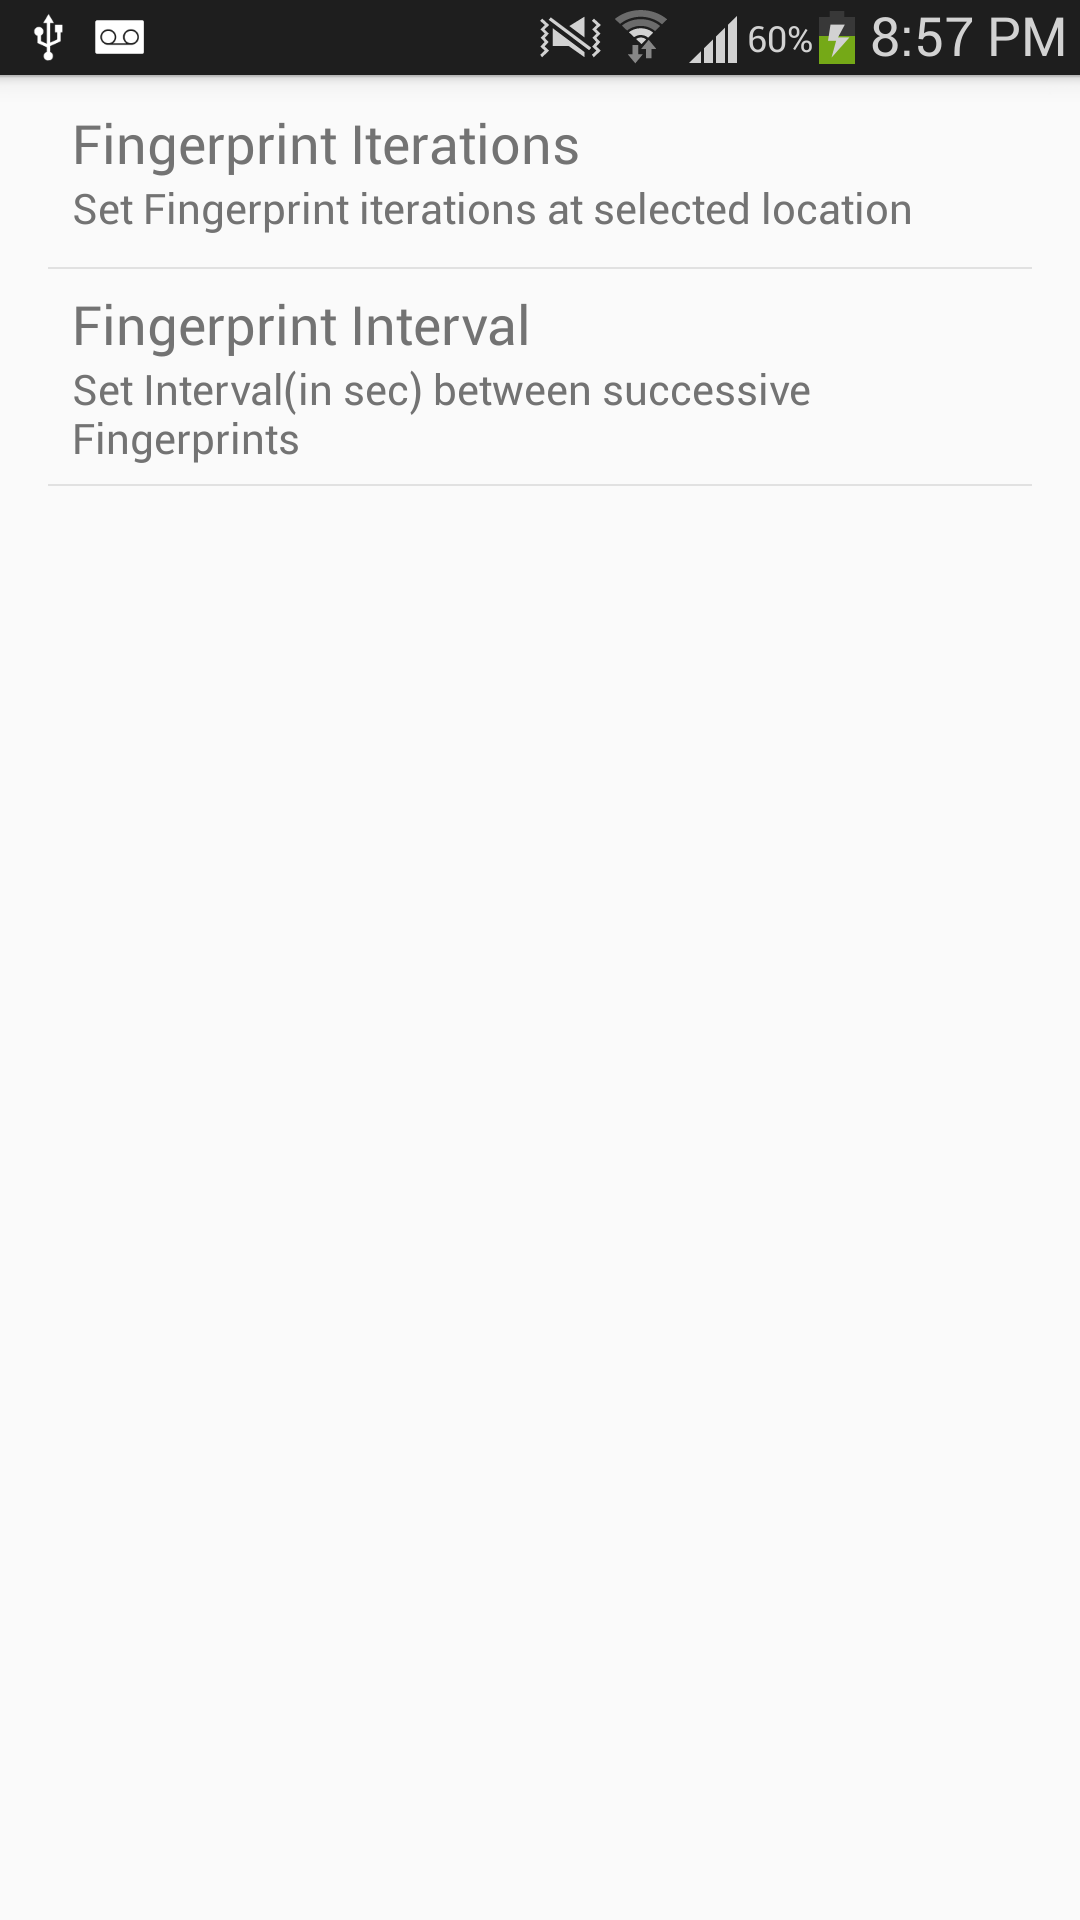 60% 8:57 PM
Fingerprint Iterations
Set Fingerprint iterations at selected location
Fingerprint Interval
Set Interval(in sec) between successive
Fingerprints